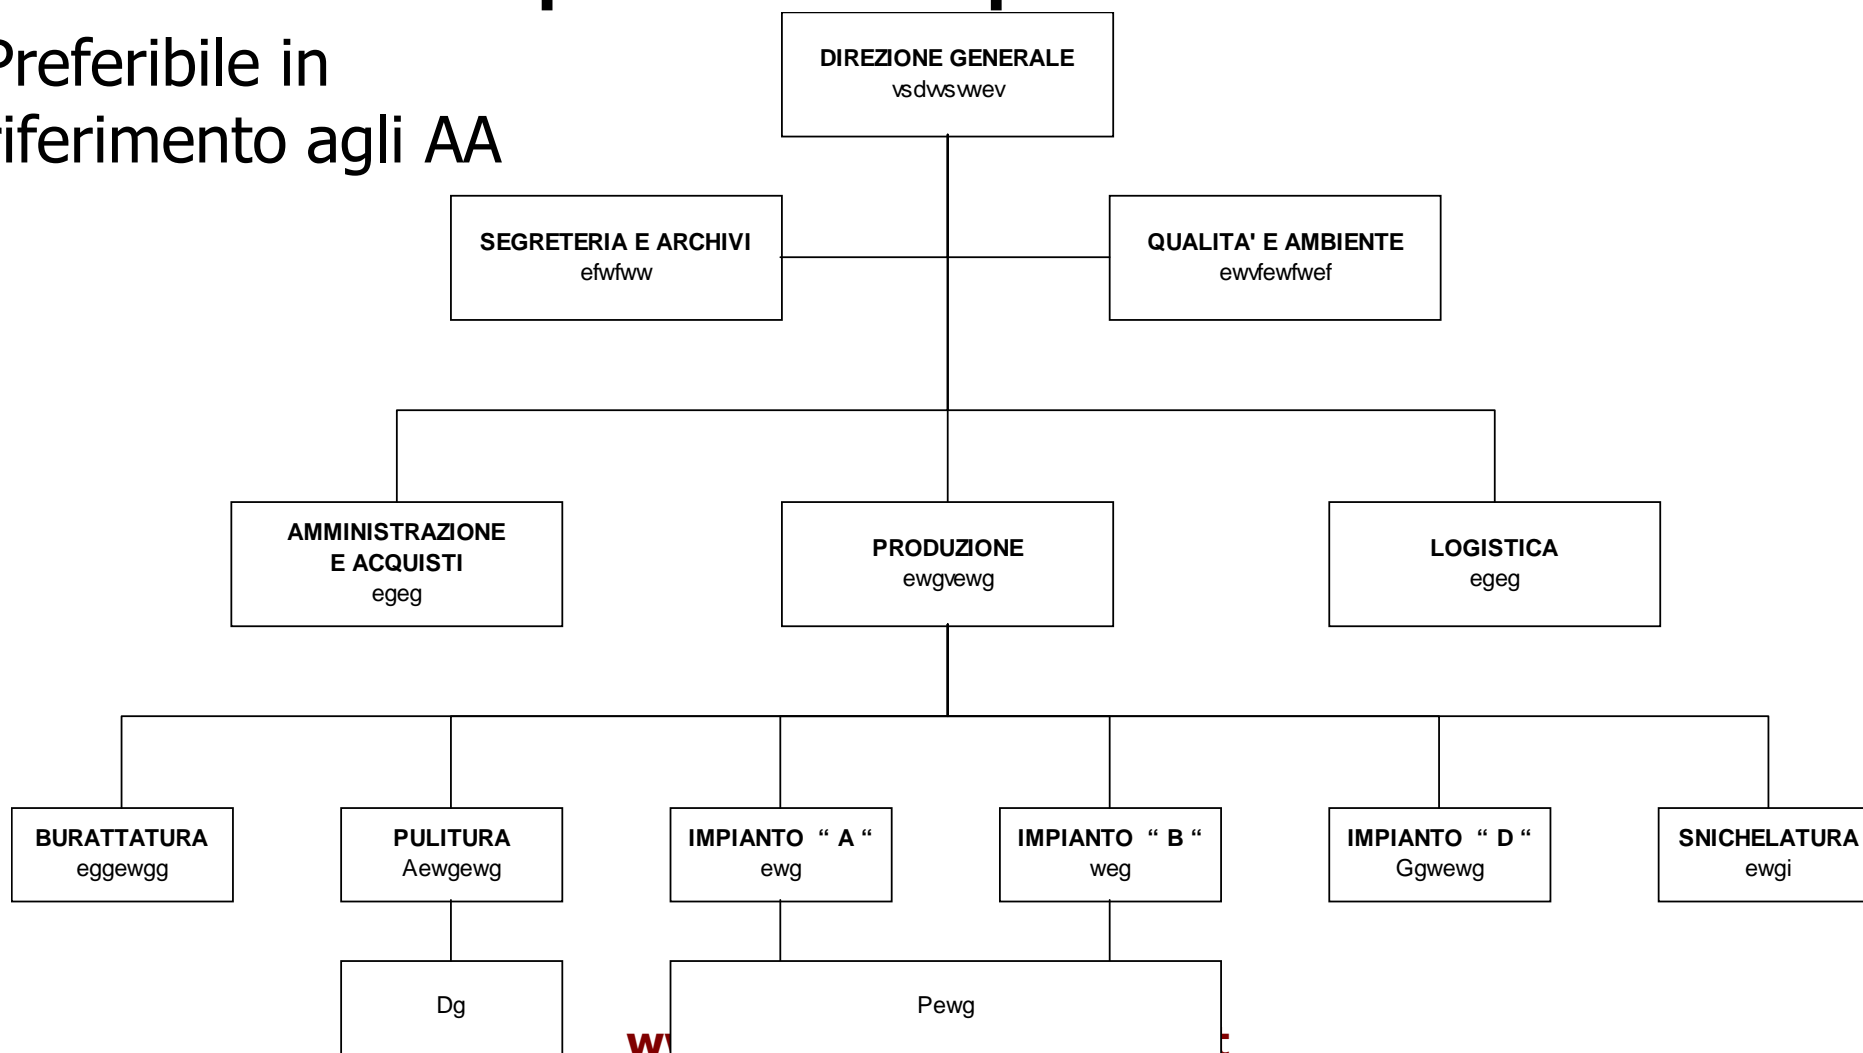 Preferibile in
riferimento agli AA
DIREZIONE GENERALE
vsdwswwev
SEGRETERIA E ARCHIVI
efwfww
QUALITA' E AMBIENTE
ewvfewfwef
AMMINISTRAZIONE
E ACQUISTI
egeg
PRODUZIONE
ewgvewg
LOGISTICA
egeg
BURATTATURA
eggewgg
PULITURA
Aewgewg
IMPIANTO “ A “
ewg
IMPIANTO “ B “
weg
IMPIANTO “ D “
Ggwewg
SNICHELATURA
ewgi
Dg
Pewg